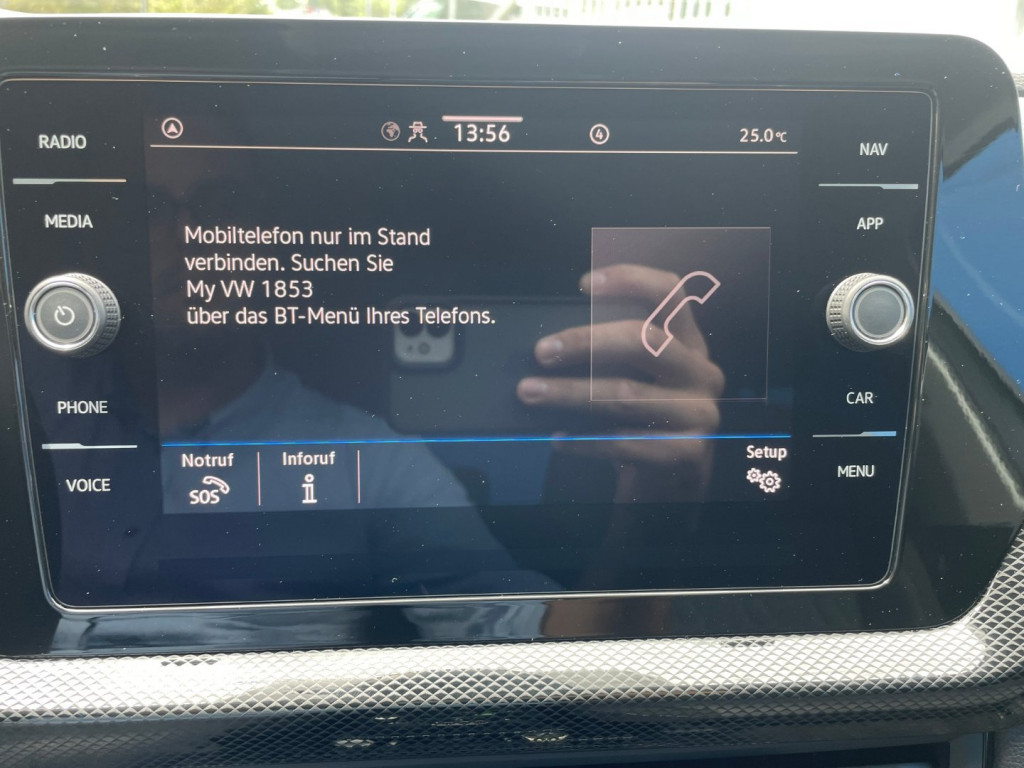 13:56
4
25.0°C
RADIO
MEDIA
PHONE
VOICE
Mobiltelefon nur im Stand
verbinden. Suchen Sie
My VW 1853
über das BT-Menü Ihres Telefons.
Notruf
SOS
Inforuf
i
Setup
NAV
APP
CAR
MENU